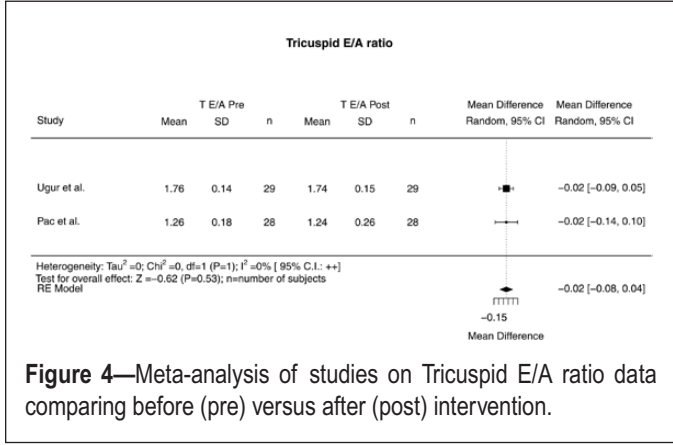 Tricuspid E/A ratio
T E/A Pre T E/A Post Mean Difference Mean Difference
Study Mean SD n Mean SD n Random, 95% CI Random, 95% CI
Ugur et al. 1.76 0.14 29 1.74 0.15 29 −0.02 [−0.09, 0.05]
Pac et al. 1.26 0.18 28 1.24 0.26 28 −0.02 [−0.14, 0.10]
Heterogeneity: Tau² =0; Chi² =0, df=1 (P=1); I² =0% [ 95% C.I.: ++]
Test for overall effect: Z =−0.62 (P=0.53); n=number of subjects
RE Model −0.02 [−0.08, 0.04]
−0.15
Mean Difference
Figure 4—Meta-analysis of studies on Tricuspid E/A ratio data
comparing before (pre) versus after (post) intervention.